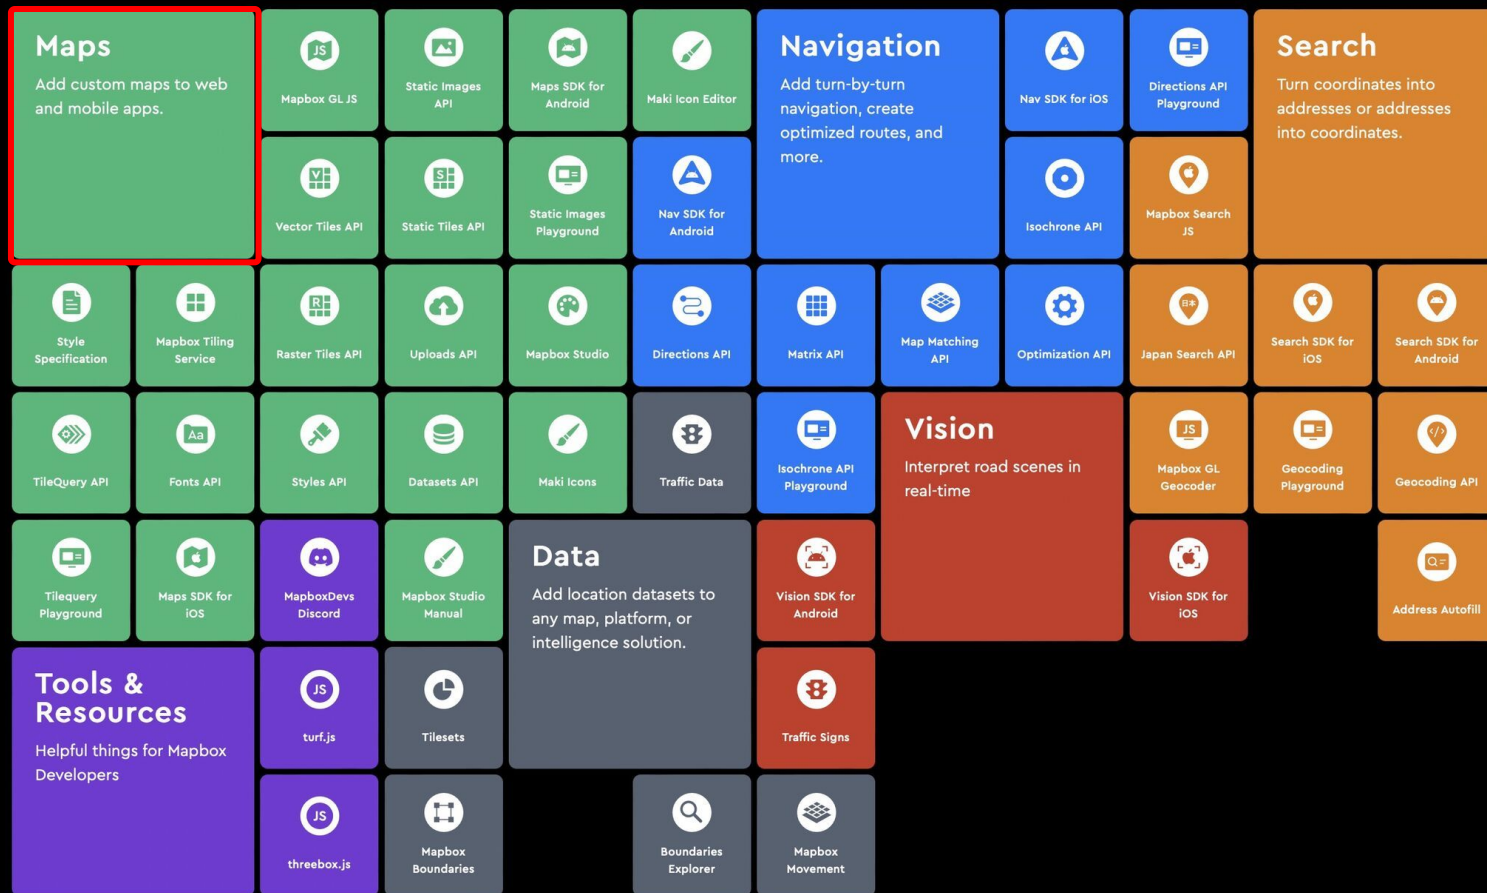 Maps
Add custom maps to web
and mobile apps.
JS
Mapbox GL JS
Static Images
API
Maps SDK for
Android
Maki Icon Editor
Navigation
Add turn-by-turn
navigation, create
optimized routes, and
more.
Nav SDK for iOS
Directions API
Playground
Search
Turn coordinates into
addresses or addresses
into coordinates.
V
Vector Tiles API
S
Static Tiles API
Static Images
Playground
Nav SDK for
Android
Isochrone API
Mapbox Search
JS
Style
Specification
Mapbox Tiling
Service
R
Raster Tiles API
Uploads API
Mapbox Studio
Directions API
Matrix API
Map Matching
API
Optimization API
日本
Japan Search API
Search SDK for
iOS
Search SDK for
Android
TileQuery API
Aa
Fonts API
Styles API
Datasets API
Maki Icons
Traffic Data
Isochrone API
Playground
Vision
Interpret road scenes in
real-time
JS
Mapbox GL
Geocoder
Geocoding
Playground
</>
Geocoding API
Tilequery
Playground
Maps SDK for
iOS
MapboxDevs
Discord
Mapbox Studio
Manual
Data
Add location datasets to
any map, platform, or
intelligence solution.
Vision SDK for
Android
Vision SDK for
iOS
Address Autofill
Tools &
Resources
Helpful things for Mapbox
Developers
JS
turf.js
Tilesets
Traffic Signs
JS
threebox.js
Mapbox
Boundaries
Boundaries
Explorer
Mapbox
Movement